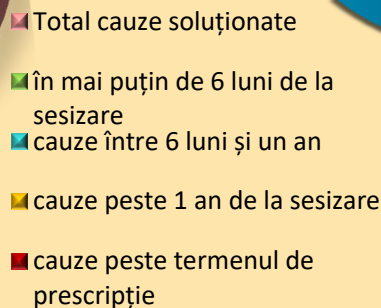 Total cauze soluționate
în mai puțin de 6 luni de la
sesizare
cauze între 6 luni și un an
cauze peste 1 an de la sesizare
cauze peste termenul de
prescripție